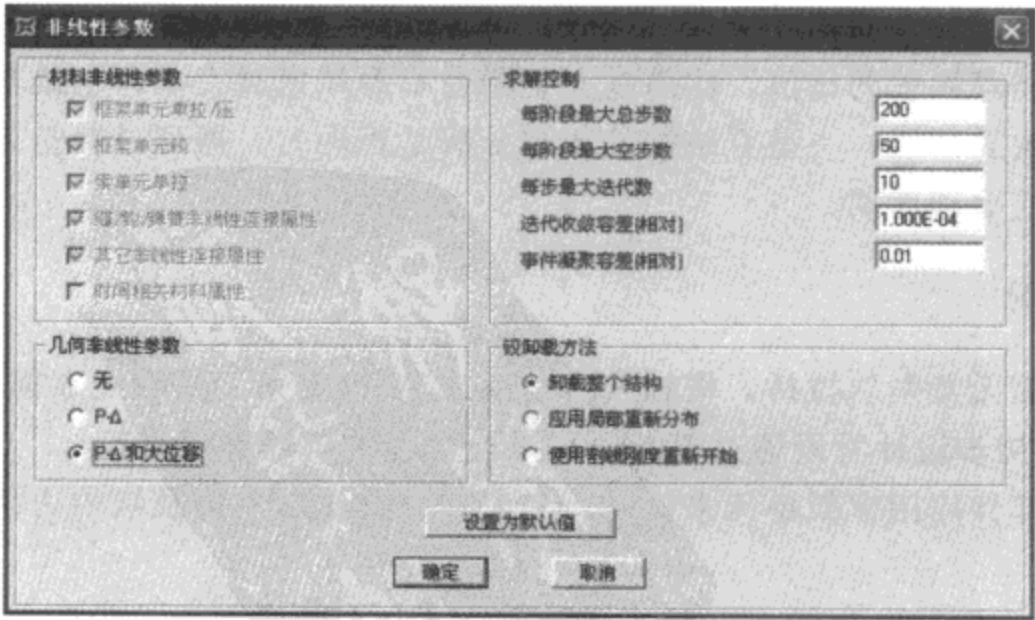 非线性参数
材料非线性参数
框架单元单拉/压
框架单元铰
索单元单拉
缝/钩/弹簧非线性连接属性
其它非线性连接属性
时间相关材料属性
几何非线性参数
无
P-Δ
P-Δ和大位移
求解控制
每阶段最大总步数 200
每阶段最大空步数 50
每步最大迭代数 10
迭代收敛容差(相对) 1.000E-04
事件凝聚容差(相对) 0.01
铰卸载方法
卸载整个结构
应用局部重新分布
使用割线刚度重新开始
设置为默认值
确定
取消